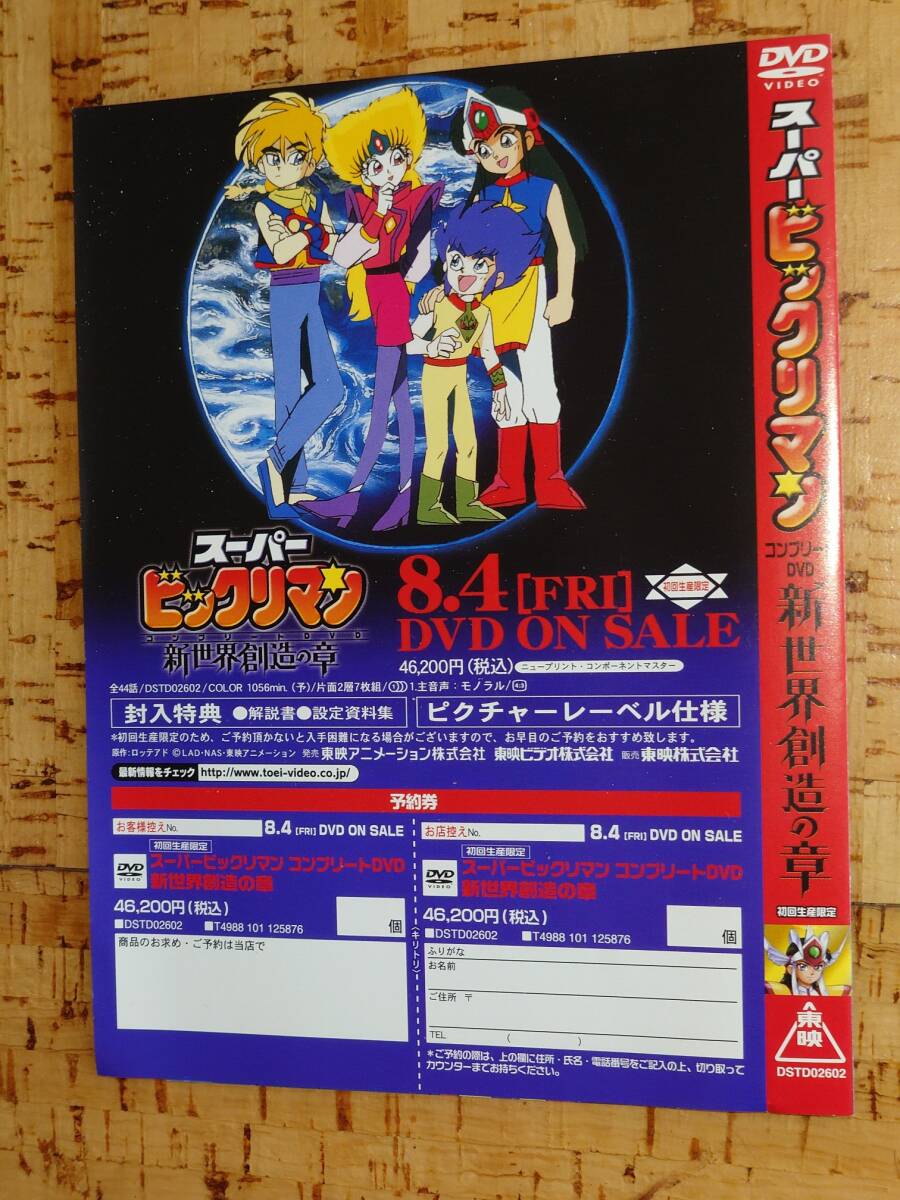 スーパー
ビックリマン
コンプリートDVD
新世界創造の章
8.4[FRI]
初回生産限定
DVD ON SALE
46,200円(税込) ニュープリント・コンポーネントマスター
全44話/DSTD02602/COLOR 1056min.(予)/片面2層7枚組/1.主音声:モノラル/4:3
封入特典 ●解説書●設定資料集
ピクチャーレーベル仕様
*初回生産限定のため、ご予約頂かないと入手困難になる場合がございますので、お早目のご予約をおすすめ致します。
原作:ロッテアド ©LAD・NAS・東映アニメーション 発売 東映アニメーション株式会社 東映ビデオ株式会社 販売 東映株式会社
最新情報をチェック http://www.toei-video.co.jp/
予約券
お客様控えNo.
8.4[FRI] DVD ON SALE
初回生産限定
DVD VIDEO
スーパービックリマン コンプリートDVD
新世界創造の章
46,200円(税込)
個
■DSTD02602 ■T4988 101 125876
商品のお求め・ご予約は当店で
〈キリトリ〉
お店控えNo.
8.4[FRI] DVD ON SALE
初回生産限定
DVD VIDEO
スーパービックリマン コンプリートDVD
新世界創造の章
46,200円(税込)
個
■DSTD02602 ■T4988 101 125876
ふりがな
お名前
ご住所 〒
TEL ( )
*ご予約の際は、上の欄に住所・氏名・電話番号をご記入の上、切り取って
カウンターまでお持ちください。
DVD
VIDEO
スーパービックリマン
コンプリート
DVD
新世界創造の章
初回生産限定
東映
DSTD02602